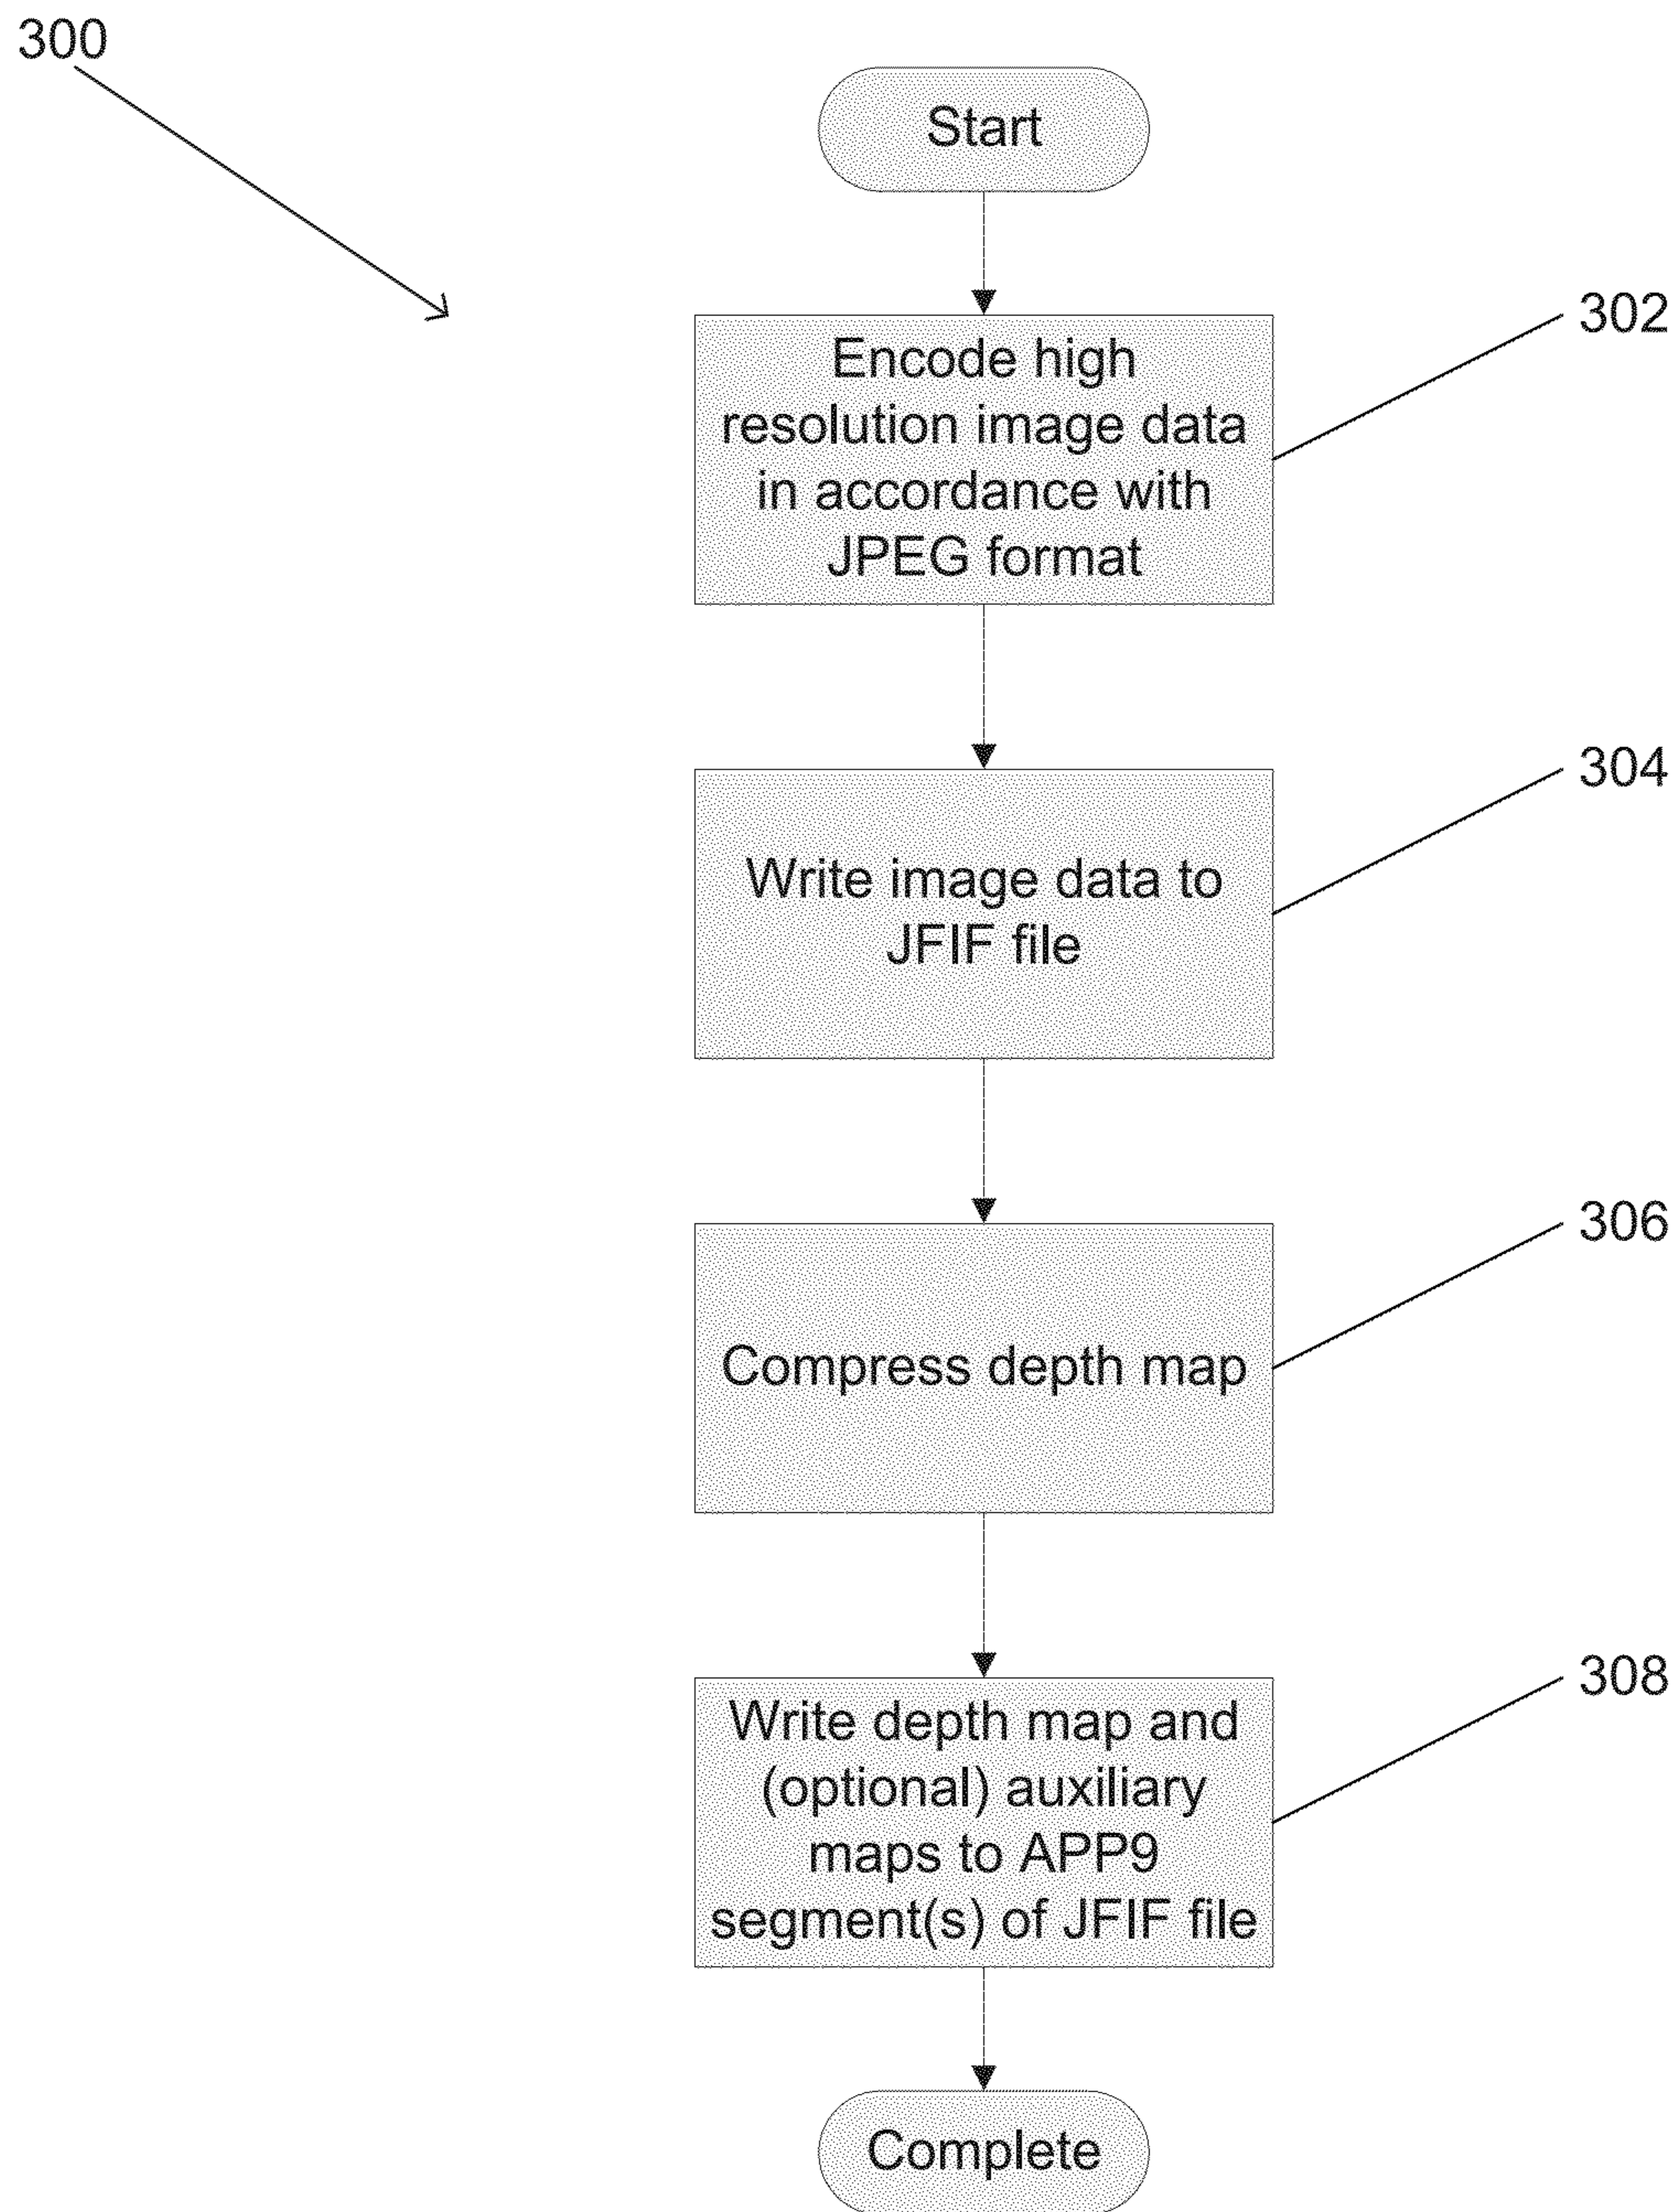 300
Start
302
Encode high
resolution image data
in accordance with
JPEG format
304
Write image data to
JFIF file
306
Compress depth map
308
Write depth map and
(optional) auxiliary
maps to APP9
segment(s) of JFIF file
Complete